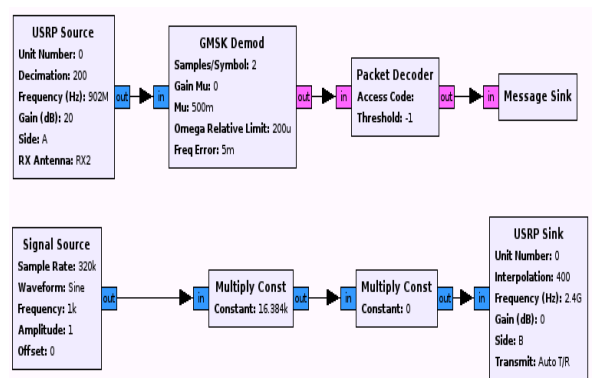 USRP Source
Unit Number: 0
Decimation: 200
Frequency (Hz): 902M
Gain (dB): 20
Side: A
RX Antenna: RX2
out
in
GMSK Demod
Samples/Symbol: 2
Gain Mu: 0
Mu: 500m
Omega Relative Limit: 200u
Freq Error: 5m
out
in
Packet Decoder
Access Code:
Threshold: -1
out
in
Message Sink
Signal Source
Sample Rate: 320k
Waveform: Sine
Frequency: 1k
Amplitude: 1
Offset: 0
out
in
Multiply Const
Constant: 16.384k
out
in
Multiply Const
Constant: 0
out
in
USRP Sink
Unit Number: 0
Interpolation: 400
Frequency (Hz): 2.4G
Gain (dB): 0
Side: B
Transmit: Auto T/R